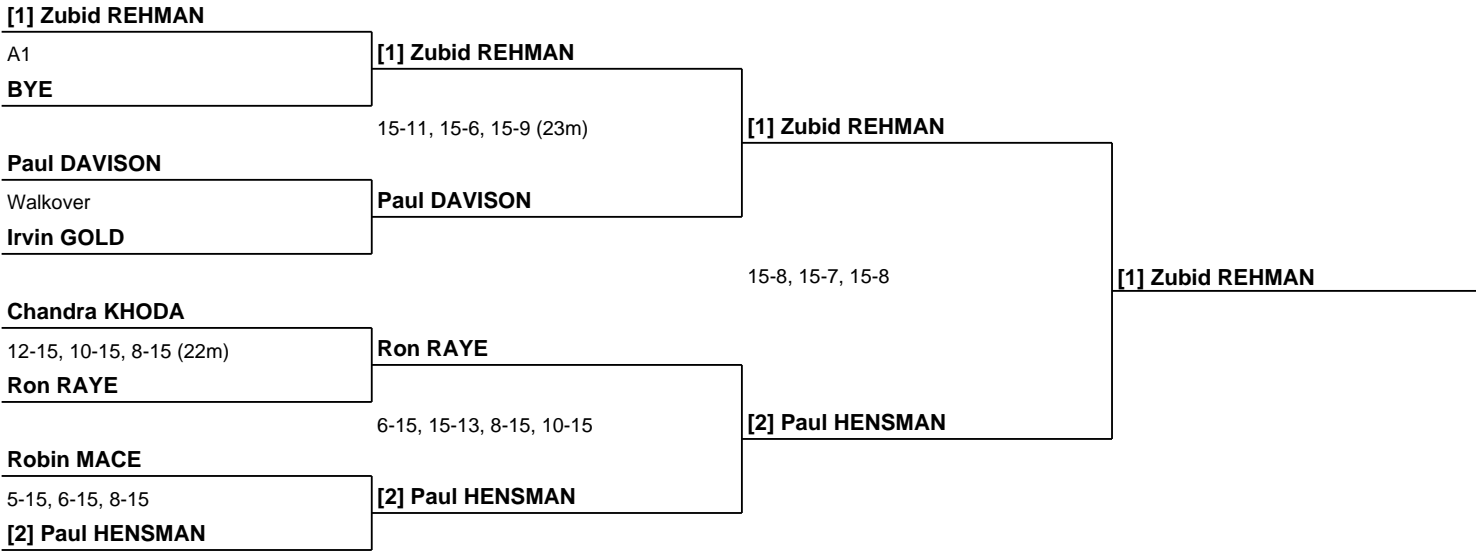 [1] Zubid REHMAN
A1
BYE
[1] Zubid REHMAN
15-11, 15-6, 15-9 (23m)
[1] Zubid REHMAN
Paul DAVISON
Walkover
Irvin GOLD
Paul DAVISON
15-8, 15-7, 15-8
[1] Zubid REHMAN
Chandra KHODA
12-15, 10-15, 8-15 (22m)
Ron RAYE
Ron RAYE
6-15, 15-13, 8-15, 10-15
[2] Paul HENSMAN
Robin MACE
5-15, 6-15, 8-15
[2] Paul HENSMAN
[2] Paul HENSMAN